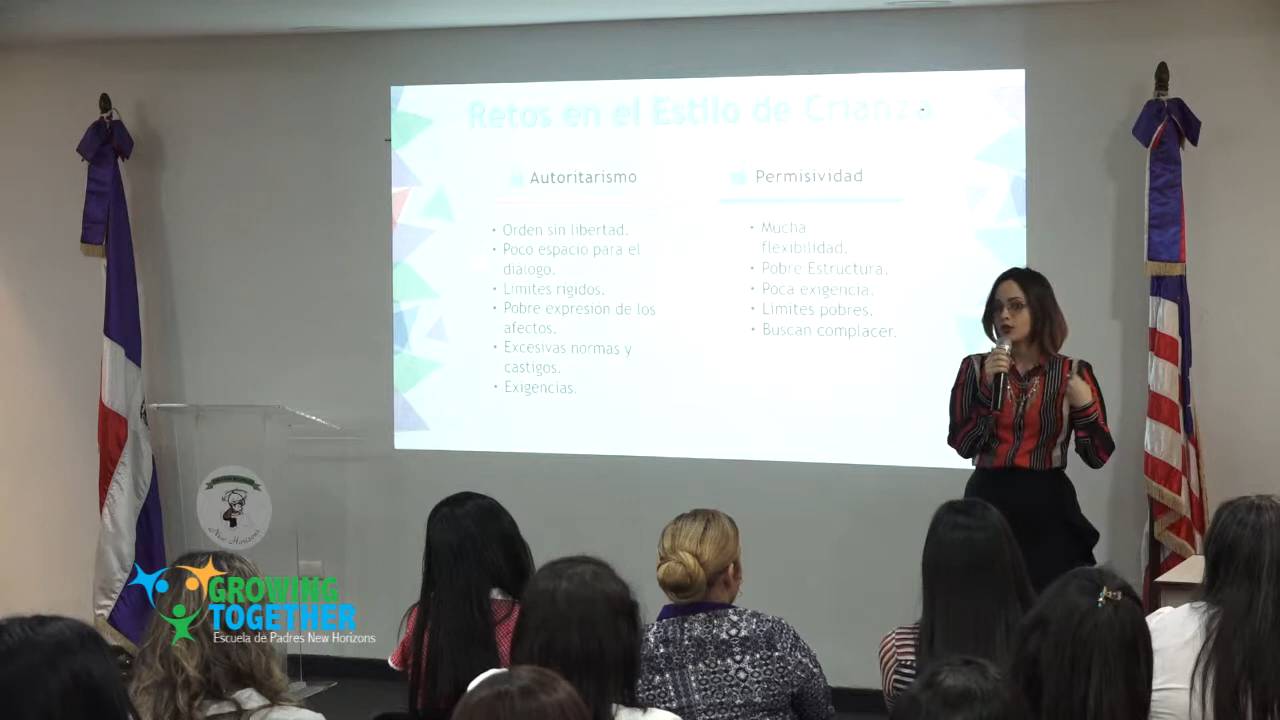 Retos en el Estilo de Crianza
Autoritarismo
• Orden sin libertad.
• Poco espacio para el
diálogo.
• Límites rígidos.
• Pobre expresión de los
afectos.
• Excesivas normas y
castigos.
• Exigencias.
Permisividad
• Mucha
flexibilidad.
• Pobre Estructura.
• Poca exigencia.
• Límites pobres.
• Buscan complacer.
New Horizons
GROWING
TOGETHER
Escuela de Padres New Horizons